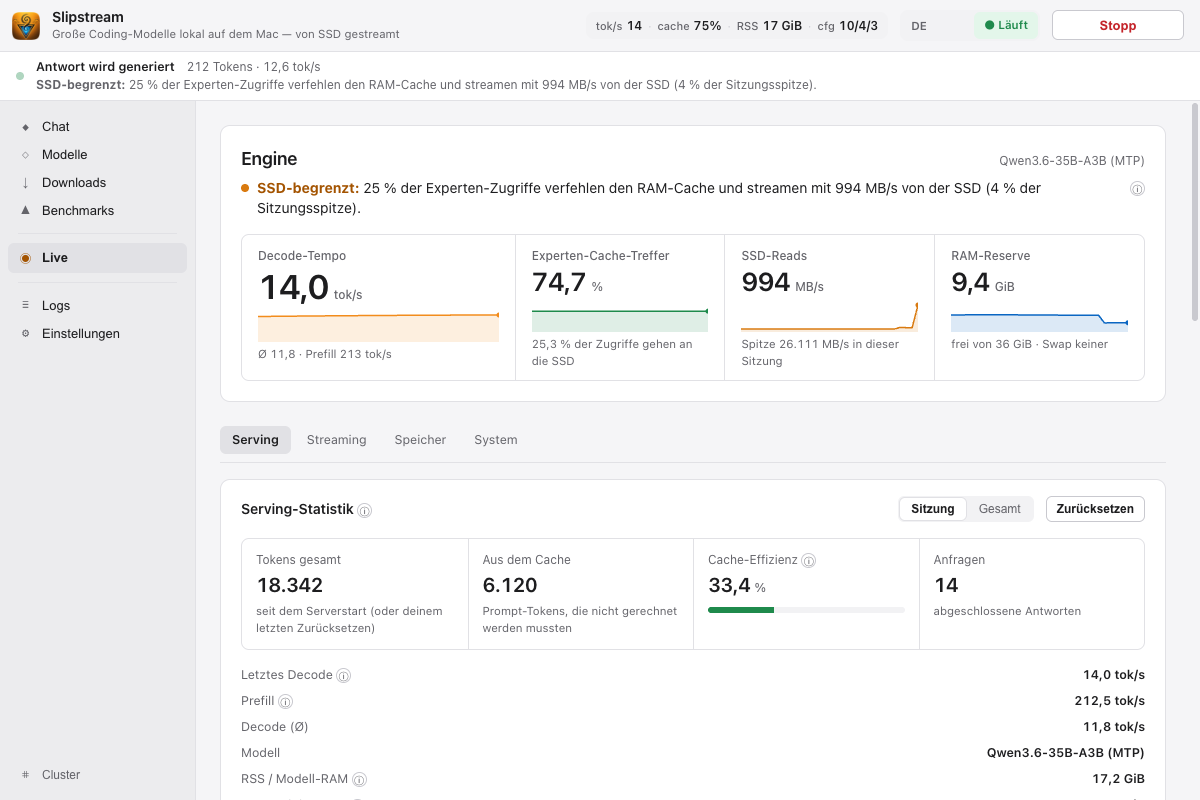 Slipstream
Große Coding-Modelle lokal auf dem Mac — von SSD gestreamt
tok/s 14 · cache 75% · RSS 17 GiB · cfg 10/4/3
DE
Läuft
Stopp
Antwort wird generiert 212 Tokens · 12,6 tok/s
SSD-begrenzt: 25 % der Experten-Zugriffe verfehlen den RAM-Cache und streamen mit 994 MB/s von der SSD (4 % der Sitzungsspitze).
Chat
Modelle
Downloads
Benchmarks
Live
Logs
Einstellungen
Cluster
Engine
Qwen3.6-35B-A3B (MTP)
SSD-begrenzt: 25 % der Experten-Zugriffe verfehlen den RAM-Cache und streamen mit 994 MB/s von der SSD (4 % der
Sitzungsspitze).
Decode-Tempo
14,0 tok/s
Ø 11,8 · Prefill 213 tok/s
Experten-Cache-Treffer
74,7 %
25,3 % der Zugriffe gehen an
die SSD
SSD-Reads
994 MB/s
Spitze 26.111 MB/s in dieser
Sitzung
RAM-Reserve
9,4 GiB
frei von 36 GiB · Swap keiner
Serving
Streaming
Speicher
System
Serving-Statistik
Sitzung
Gesamt
Zurücksetzen
Tokens gesamt
18.342
seit dem Serverstart (oder deinem
letzten Zurücksetzen)
Aus dem Cache
6.120
Prompt-Tokens, die nicht gerechnet
werden mussten
Cache-Effizienz
33,4 %
Anfragen
14
abgeschlossene Antworten
Letztes Decode 14,0 tok/s
Prefill 212,5 tok/s
Decode (Ø) 11,8 tok/s
Modell Qwen3.6-35B-A3B (MTP)
RSS / Modell-RAM 17,2 GiB